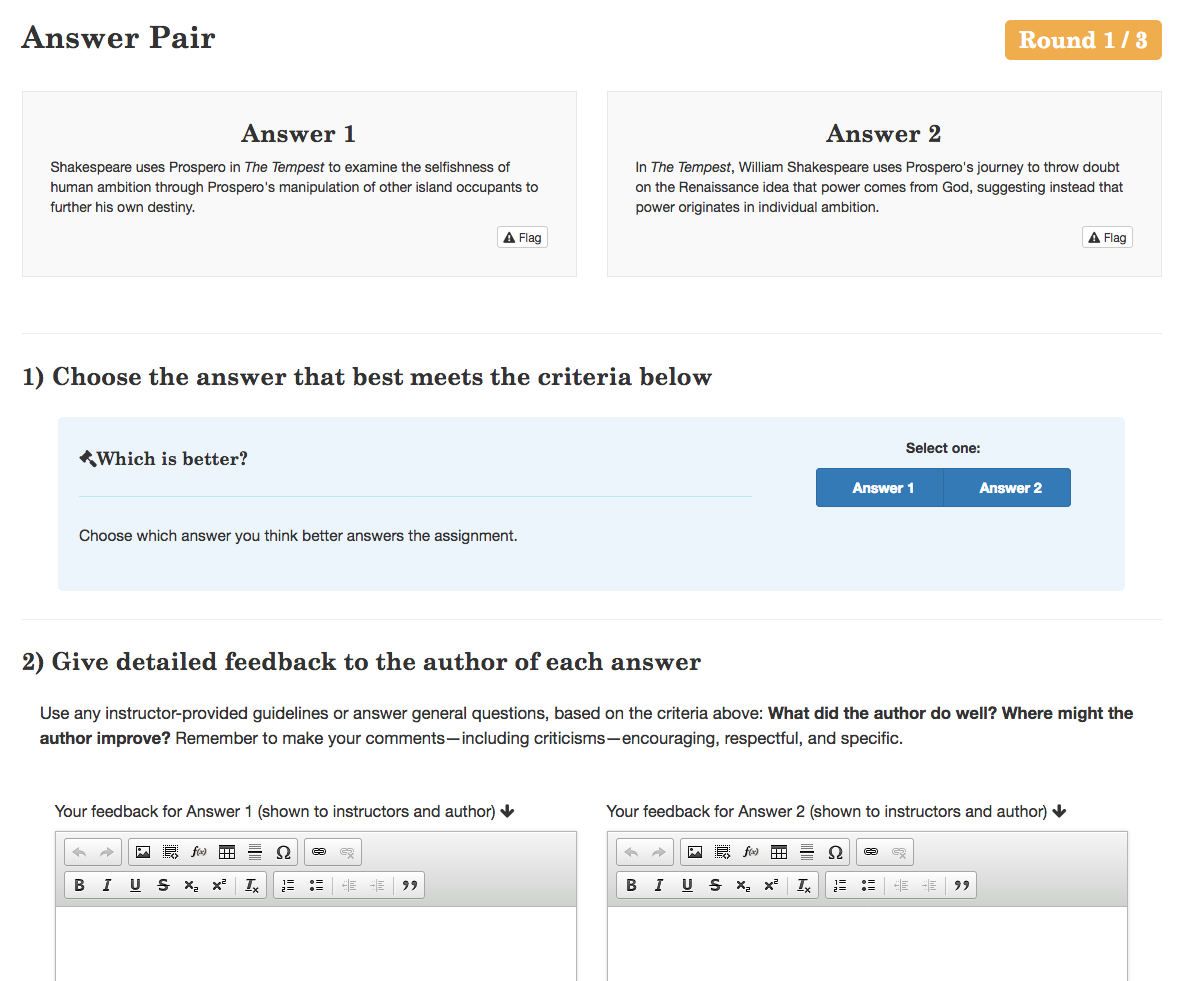 Answer Pair
Round 1 / 3
Answer 1
Shakespeare uses Prospero in The Tempest to examine the selfishness of
human ambition through Prospero's manipulation of other island occupants to
further his own destiny.
Flag
Answer 2
In The Tempest, William Shakespeare uses Prospero's journey to throw doubt
on the Renaissance idea that power comes from God, suggesting instead that
power originates in individual ambition.
Flag
1) Choose the answer that best meets the criteria below
Which is better?
Choose which answer you think better answers the assignment.
Select one:
Answer 1 Answer 2
2) Give detailed feedback to the author of each answer
Use any instructor-provided guidelines or answer general questions, based on the criteria above: What did the author do well? Where might the
author improve? Remember to make your comments—including criticisms—encouraging, respectful, and specific.
Your feedback for Answer 1 (shown to instructors and author)
f(x) Ω
B I U S x₂ x² Tx
Your feedback for Answer 2 (shown to instructors and author)
f(x) Ω
B I U S x₂ x² Tx